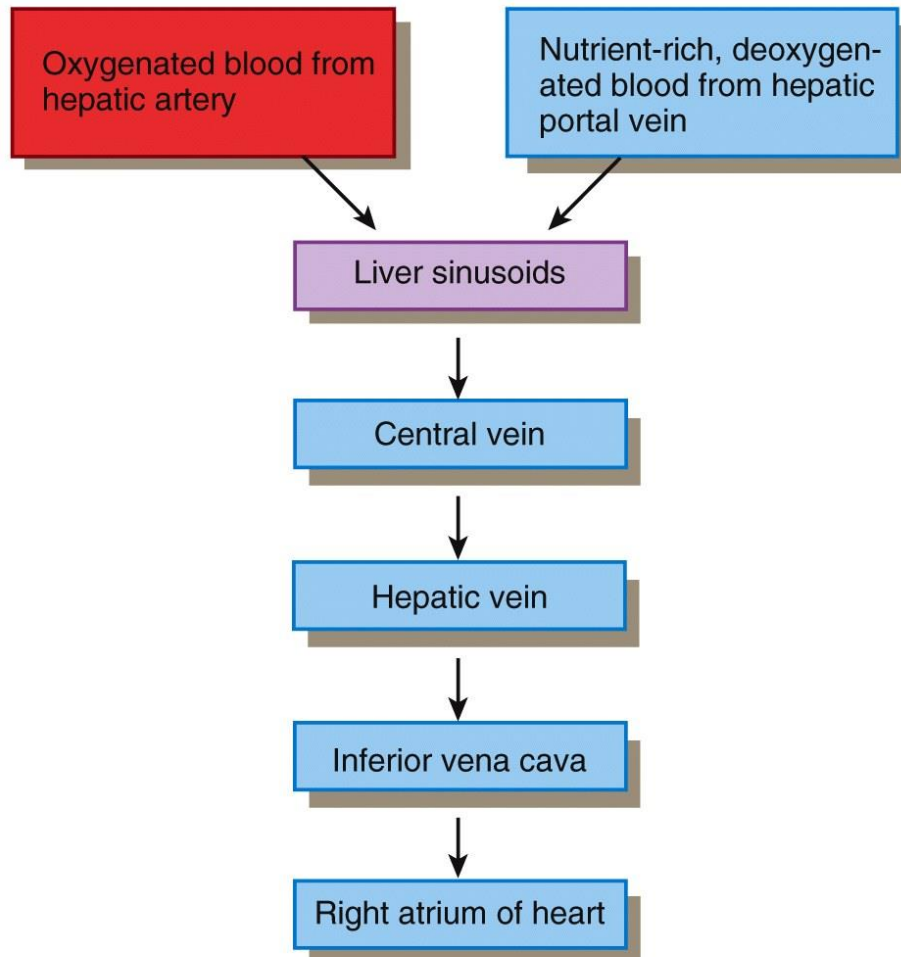 Oxygenated blood from
hepatic artery
Nutrient-rich, deoxygen-
ated blood from hepatic
portal vein
Liver sinusoids
Central vein
Hepatic vein
Inferior vena cava
Right atrium of heart